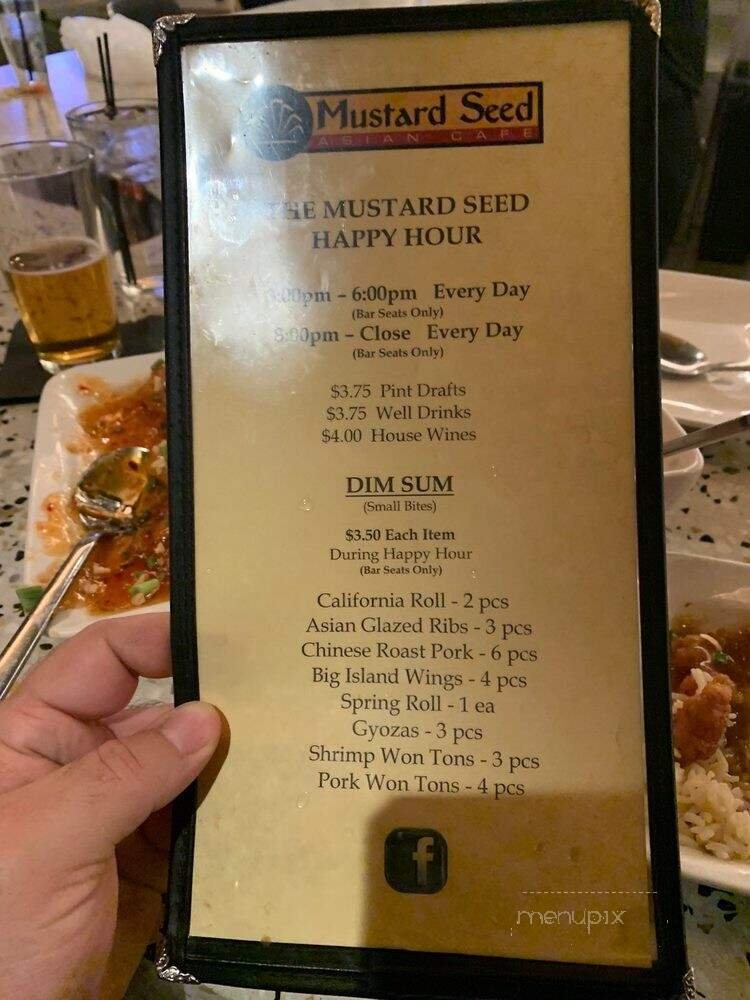 Mustard Seed
ASIAN CAFE
THE MUSTARD SEED
HAPPY HOUR
– 6:00pm Every Day
(Bar Seats Only)
8:00pm – Close Every Day
(Bar Seats Only)
$3.75 Pint Drafts
$3.75 Well Drinks
$4.00 House Wines
DIM SUM
(Small Bites)
$3.50 Each Item
During Happy Hour
(Bar Seats Only)
California Roll - 2 pcs
Asian Glazed Ribs - 3 pcs
Chinese Roast Pork - 6 pcs
Big Island Wings - 4 pcs
Spring Roll - 1 ea
Gyozas - 3 pcs
Shrimp Won Tons - 3 pcs
Pork Won Tons - 4 pcs
f
menupix